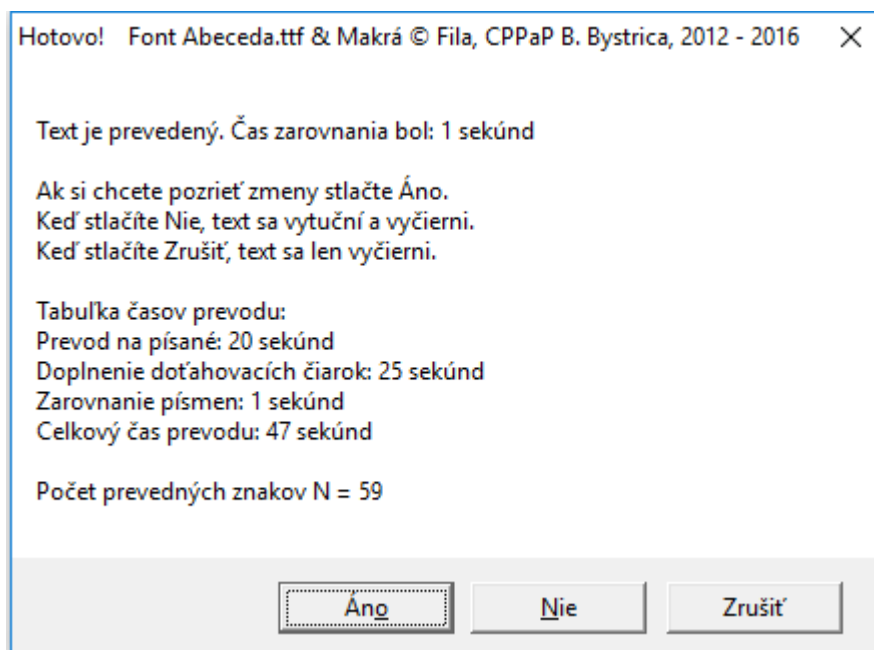 Hotovo! Font Abeceda.ttf & Makrá © Fila, CPPaP B. Bystrica, 2012 - 2016
Text je prevedený. Čas zarovnania bol: 1 sekúnd
Ak si chcete pozrieť zmeny stlačte Áno.
Keď stlačíte Nie, text sa vytuční a vyčierni.
Keď stlačíte Zrušiť, text sa len vyčierni.
Tabuľka časov prevodu:
Prevod na písané: 20 sekúnd
Doplnenie doťahovacích čiarok: 25 sekúnd
Zarovnanie písmen: 1 sekúnd
Celkový čas prevodu: 47 sekúnd
Počet prevedných znakov N = 59
Áno Nie Zrušiť